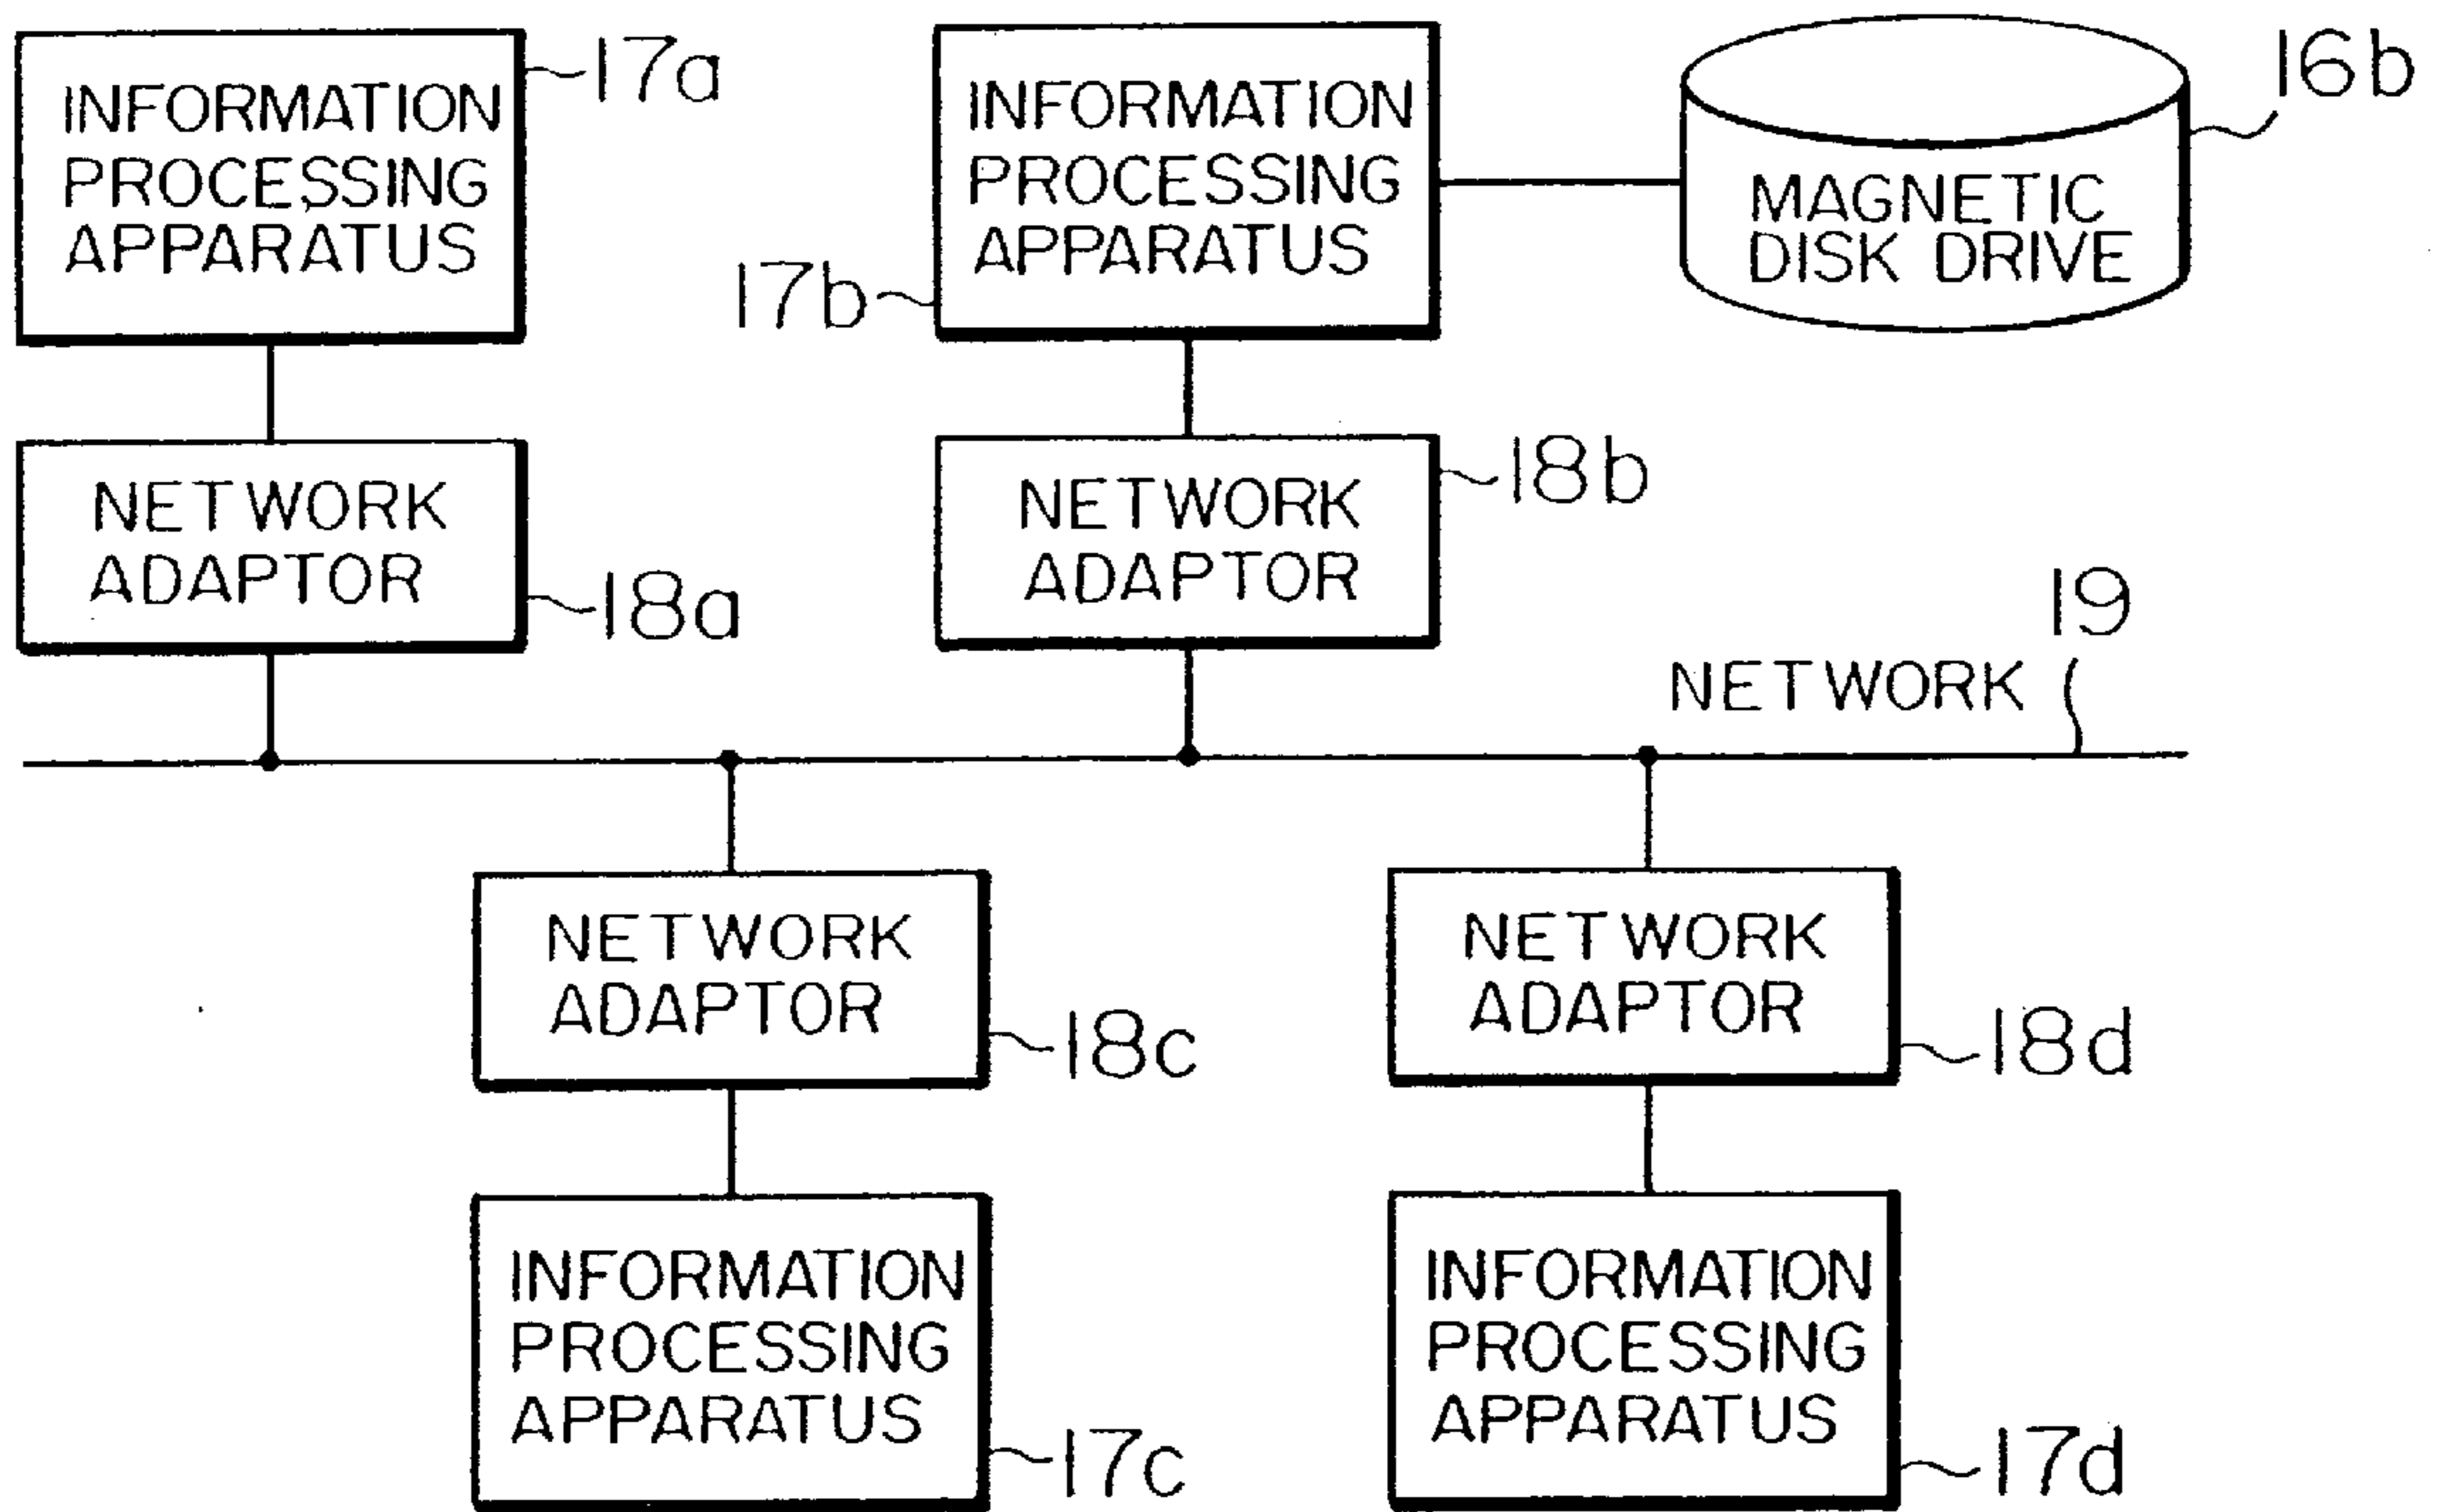 INFORMATION
PROCESSING
APPARATUS
17a
INFORMATION
PROCESSING
APPARATUS
17b
MAGNETIC
DISK DRIVE
16b
NETWORK
ADAPTOR
18a
NETWORK
ADAPTOR
18b
19
NETWORK
NETWORK
ADAPTOR
18c
NETWORK
ADAPTOR
18d
INFORMATION
PROCESSING
APPARATUS
17c
INFORMATION
PROCESSING
APPARATUS
17d